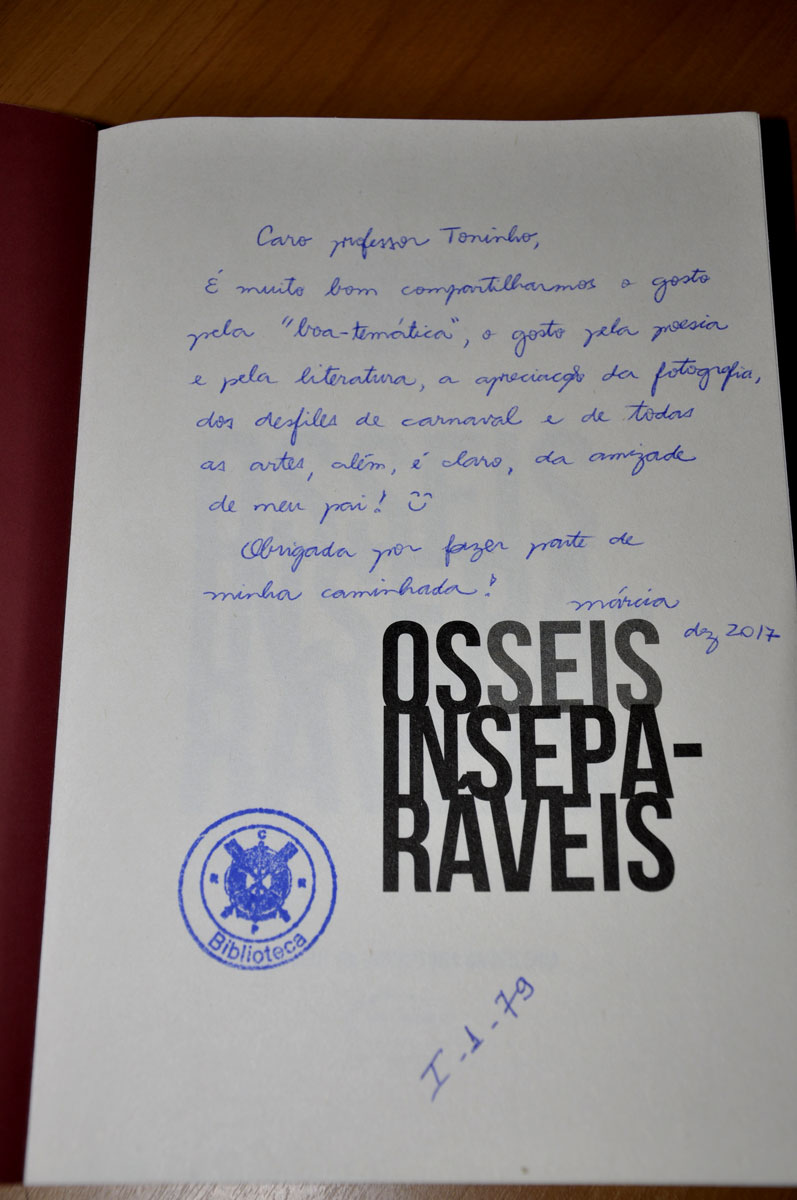 Caro professor Toninho,
É muito bom compartilharmos o gosto
pela "boa-temática", o gosto pela poesia
e pela literatura, a apreciação da fotografia,
dos desfiles de carnaval e de todas
as artes, além, é claro, da amizade
de meu pai!
Obrigada por fazer parte de
minha caminhada!
márcia
dez 2017
OS SEIS
INSEPA-
RÁVEIS
C
R R
P
Biblioteca
I-1-79